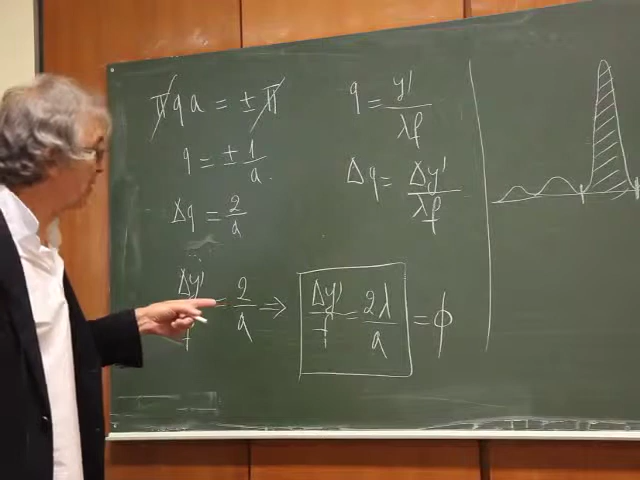 πqa = ± π
q = ± 1/a.
Δq = 2/a
Δy'/ f = 2/a ⇒ Δy'/f = 2λ/a = ϕ
q = y'/λf
Δq = Δy'/λf